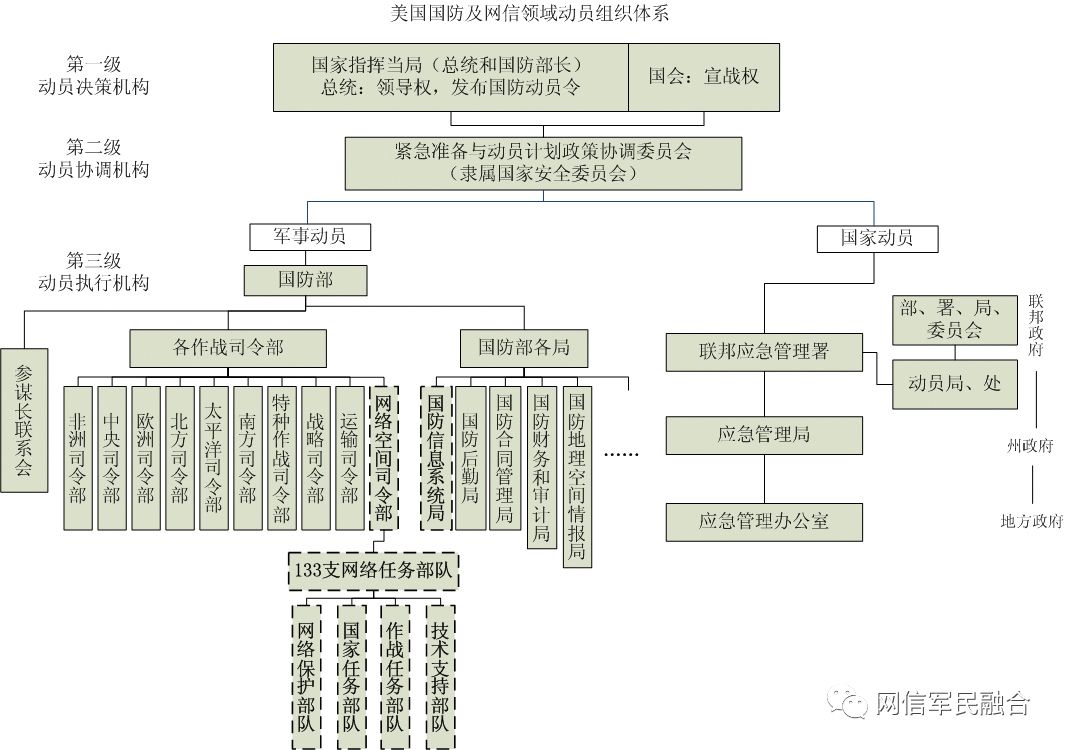 美国国防及网信领域动员组织体系
第一级
动员决策机构
国家指挥当局（总统和国防部长）
总统：领导权，发布国防动员令
国会：宣战权
第二级
动员协调机构
紧急准备与动员计划政策协调委员会
（隶属国家安全委员会）
军事动员
国家动员
第三级
动员执行机构
国防部
参谋长联系会
各作战司令部
国防部各局
非洲司令部
中央司令部
欧洲司令部
北方司令部
太平洋司令部
南方司令部
特种作战司令部
战略司令部
运输司令部
网络空间司令部
国防信息系统局
国防后勤局
国防合同管理局
国防财务和审计局
国防地理空间情报局
......
133支网络任务部队
网络保护部队
国家任务部队
作战任务部队
技术支持部队
联邦应急管理署
应急管理局
应急管理办公室
部、署、局、
委员会
动员局、处
联邦政府
州政府
地方政府
网信军民融合